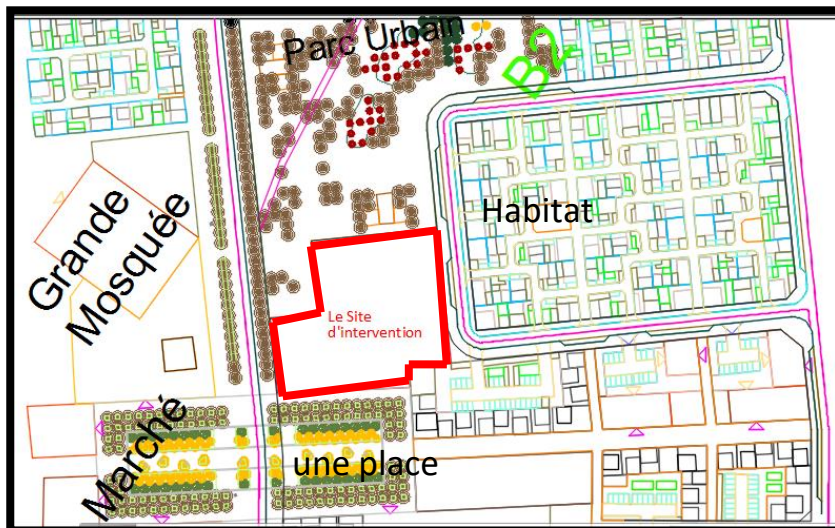 Parc Urbain
B2
Grande
Mosquée
Habitat
Le Site
d'intervention
Marché
une place